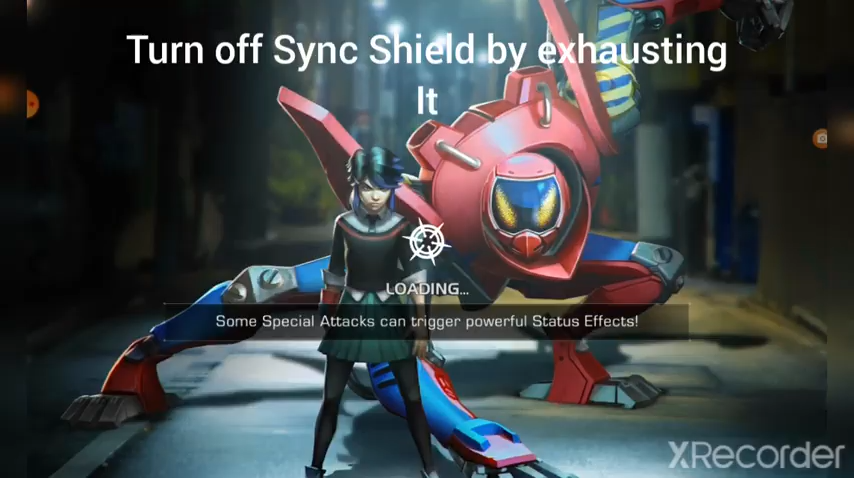 Turn off Sync Shield by exhausting
It
LOADING...
Some Special Attacks can trigger powerful Status Effects!
XRecorder